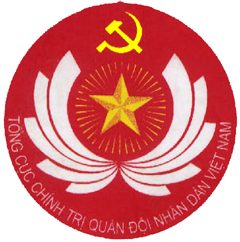 TỔNG CỤC CHÍNH TRỊ QUÂN ĐỘI NHÂN DÂN VIỆT NAM